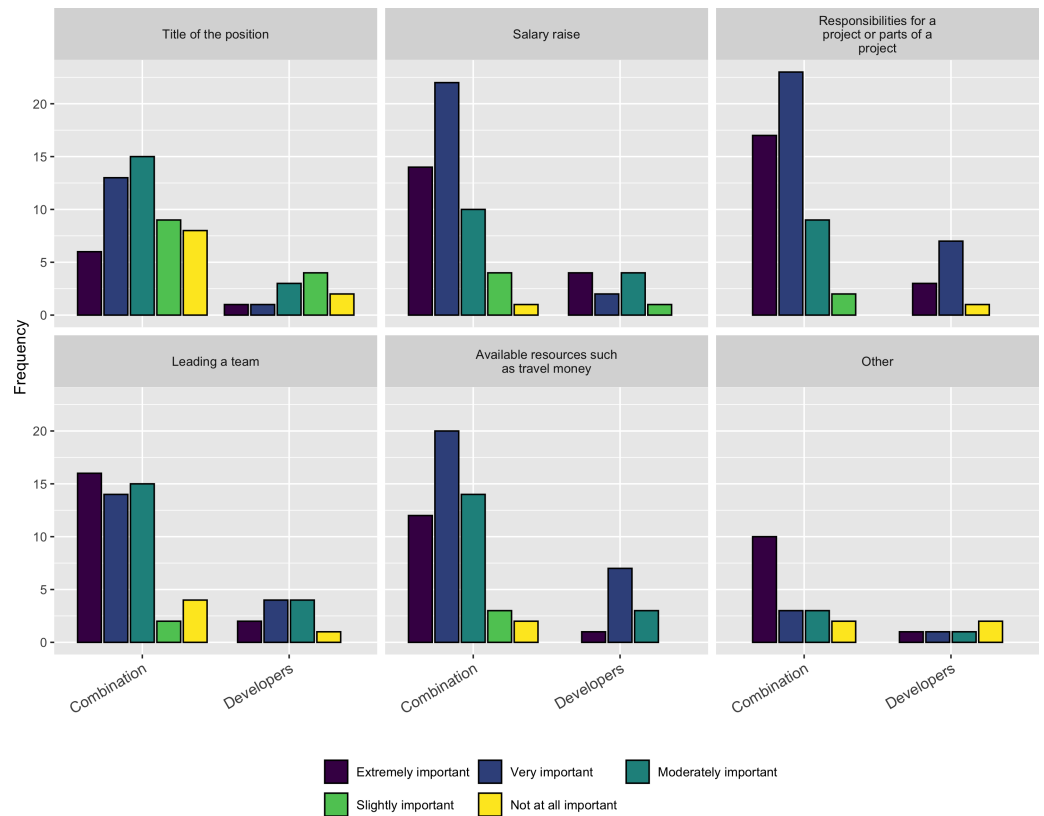 Title of the position
Salary raise
Responsibilities for a
project or parts of a
project
20
15
10
5
0
Frequency
Leading a team
Available resources such
as travel money
Other
20
15
10
5
0
Combination
Developers
Combination
Developers
Combination
Developers
Extremely important
Very important
Moderately important
Slightly important
Not at all important